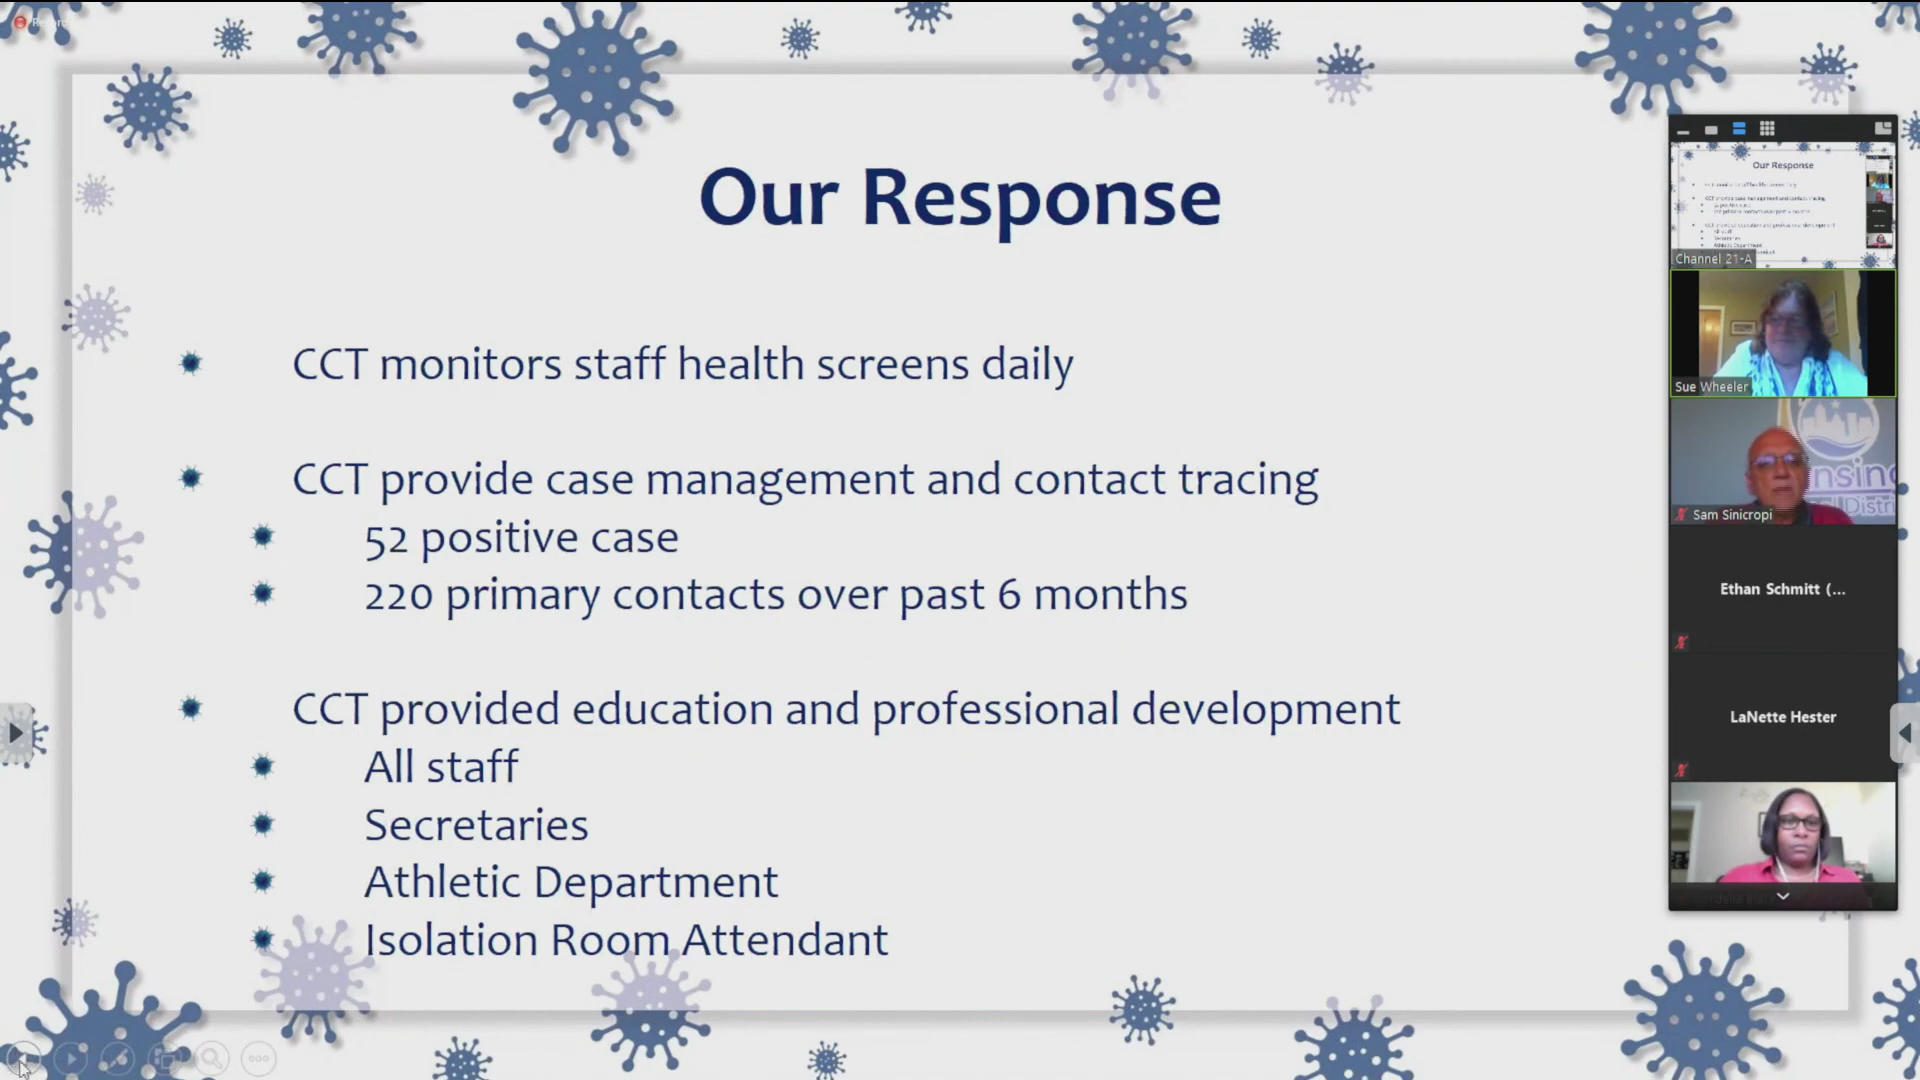 Our Response
CCT monitors staff health screens daily
CCT provide case management and contact tracing
52 positive case
220 primary contacts over past 6 months
CCT provided education and professional development
All staff
Secretaries
Athletic Department
Isolation Room Attendant
Our Response
Channel 21-A
Sue Wheeler
nsing
Distri
Sam Sinicropi
Ethan Schmitt (...
LaNette Hester